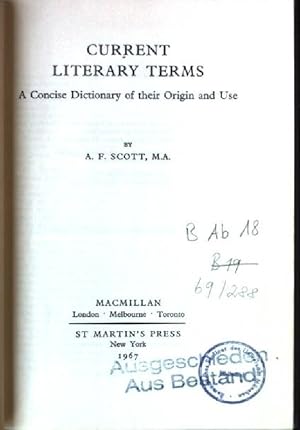 CURRENT
LITERARY TERMS
A Concise Dictionary of their Origin and Use
BY
A. F. SCOTT, M.A.
B Ab 18
B 19
69/288
MACMILLAN
London · Melbourne · Toronto
ST MARTIN'S PRESS
New York
1967
Ausgeschieden
Aus Bestand